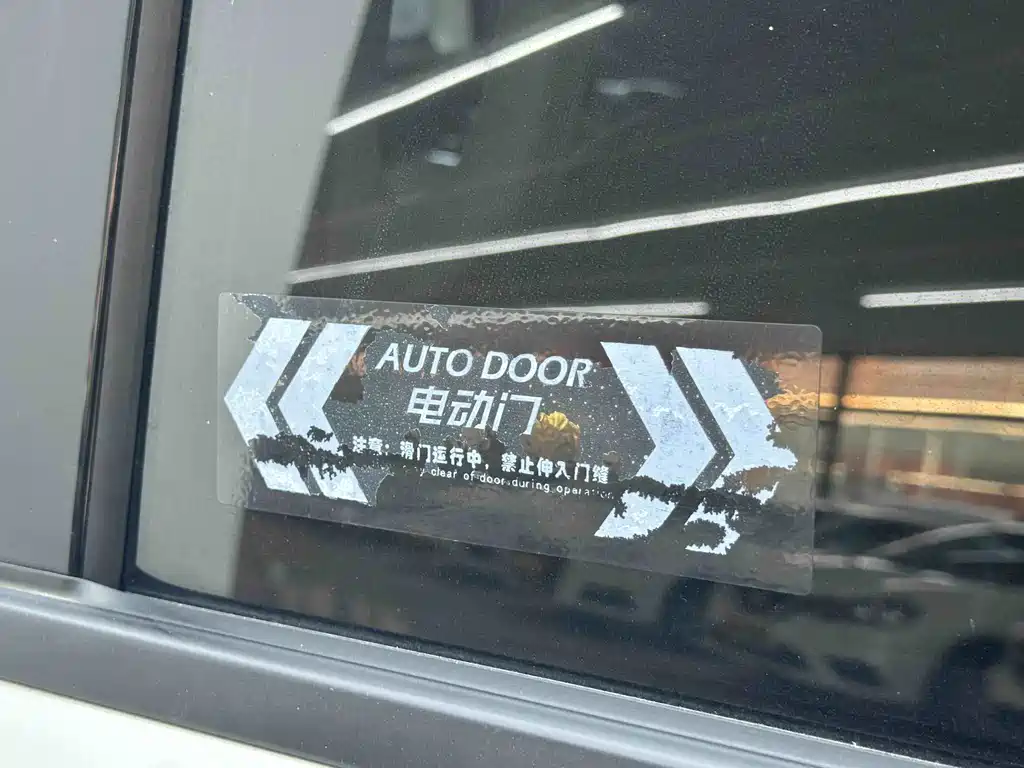 AUTO DOOR
电动门
注意：滑门运行中，禁止伸入门缝
clear of door during operation